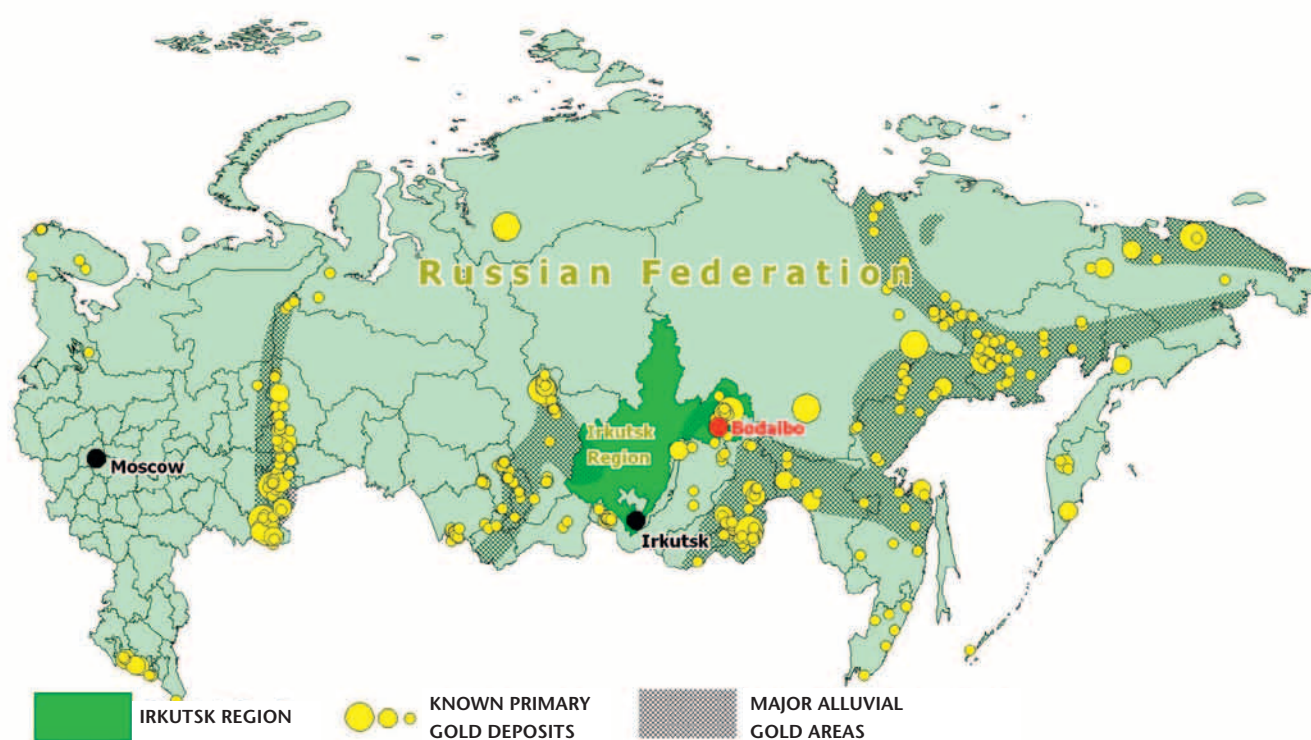 Russian Federation
Irkutsk
Region
Bodaibo
Moscow
Irkutsk
IRKUTSK REGION
KNOWN PRIMARY
GOLD DEPOSITS
MAJOR ALLUVIAL
GOLD AREAS